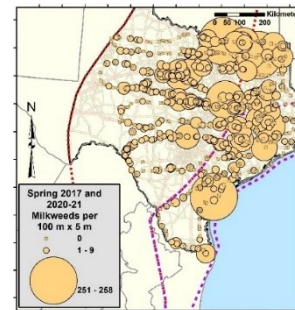 Kilometers
0 50 100 200
N
Spring 2017 and
2020-21
Milkweeds per
100 m x 5 m
0
1 - 9
251 - 258